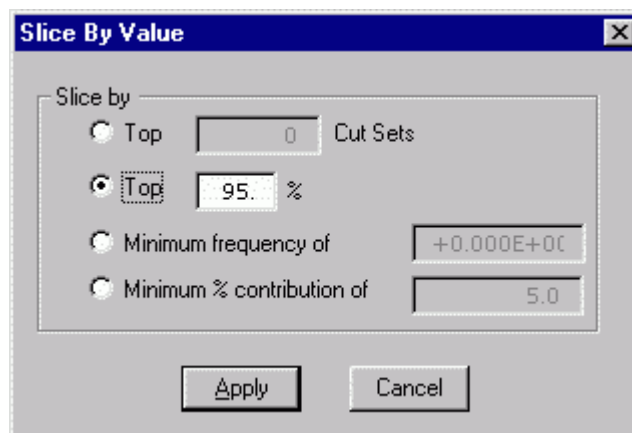 Slice By Value
Slice by
Top 0 Cut Sets
Top 95. %
Minimum frequency of +0.000E+0(
Minimum % contribution of 5.0
Apply Cancel